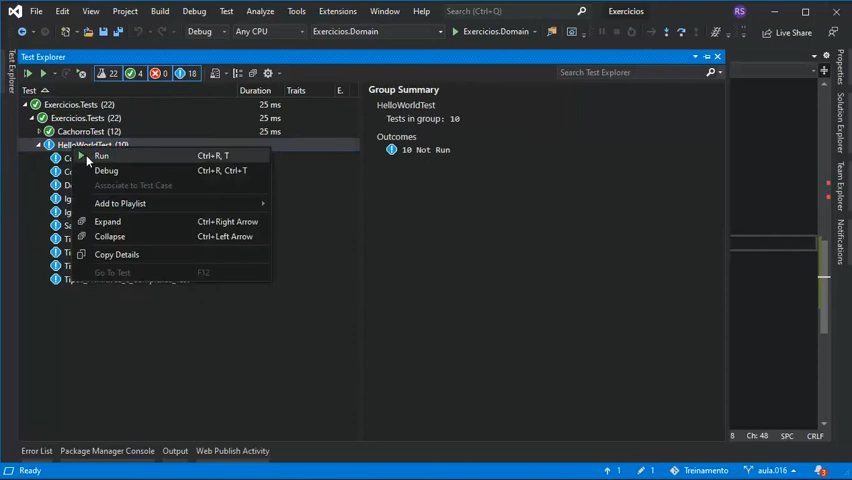 File Edit View Project Build Debug Test Analyze Tools Extensions Window Help Search (Ctrl+Q) Exercicios RS
Debug Any CPU Exercicios.Domain Exercicios.Domain Live Share
Test Explorer
22 4 0 18 Search Test Explorer
Test Duration Traits E.
Exercicios.Tests (22) 25 ms
Exercicios.Tests (22) 25 ms
CachorroTest (12) 25 ms
HelloWorldTest (10)
Run Ctrl+R, T
Debug Ctrl+R, Ctrl+T
Associate to Test Case
Add to Playlist
Expand Ctrl+Right Arrow
Collapse Ctrl+Left Arrow
Copy Details
Go To Test F12
Group Summary
HelloWorldTest
Tests in group: 10
Outcomes
10 Not Run
Test Explorer
Properties
Solution Explorer
Team Explorer
Notifications
8 Ch: 48 SPC CRLF
Error List Package Manager Console Output Web Publish Activity
Ready 1 1 Treinamento aula.016 3